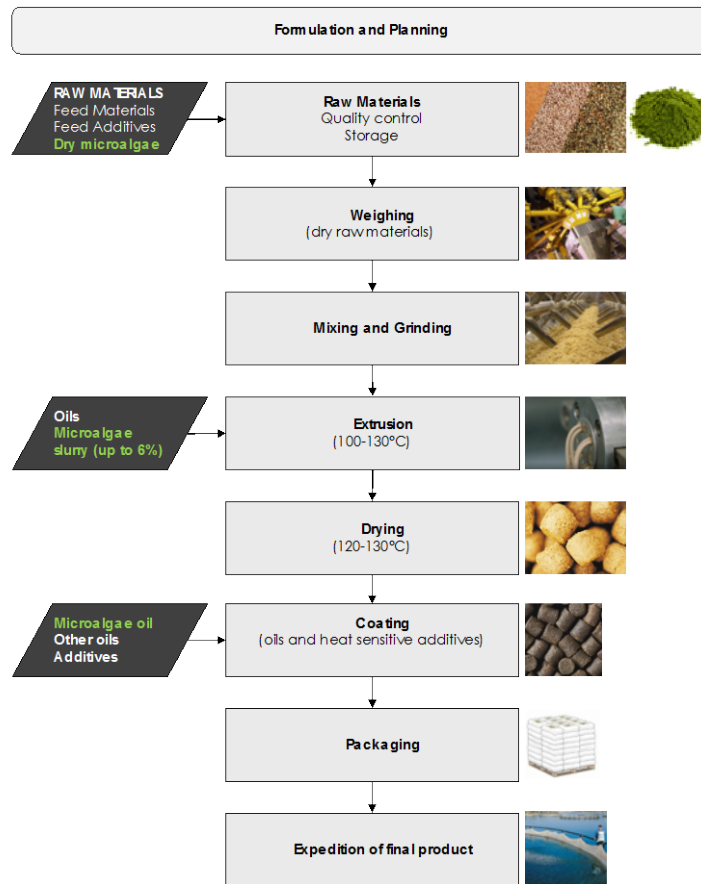 Formulation and Planning
RAW MATERIALS
Feed Materials
Feed Additives
Dry microalgae
Raw Materials
Quality control
Storage
Weighing
(dry raw materials)
Mixing and Grinding
Oils
Microalgae
slurry (up to 6%)
Extrusion
(100-130°C)
Drying
(120-130°C)
Microalgae oil
Other oils
Additives
Coating
(oils and heat sensitive additives)
Packaging
Expedition of final product